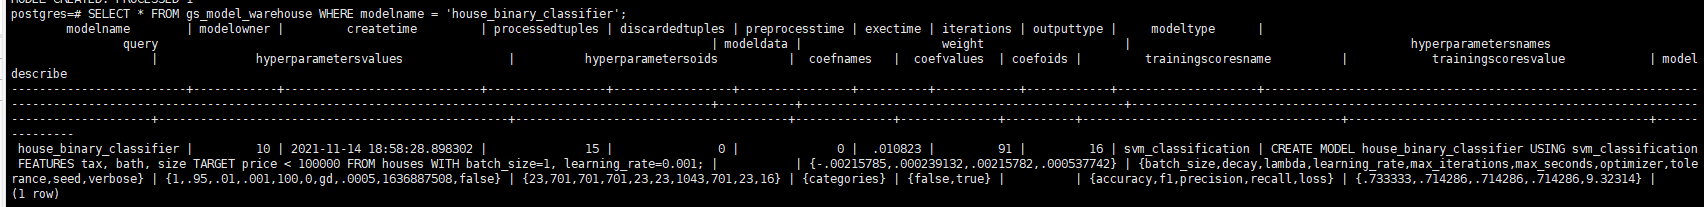 MODEL CREATED. PROCESSED 1
postgres=# SELECT * FROM gs_model_warehouse WHERE modelname = 'house_binary_classifier';
modelname | modelowner | createtime | processedtuples | discardedtuples | preprocesstime | exectime | iterations | outputtype | modeltype |
query | modeldata | weight | hyperparametersnames
| hyperparametersvalues | hyperparametersoids | coefnames | coefvalues | coefoids | trainingscoresname | trainingscoresvalue | model
describe
house_binary_classifier | 10 | 2021-11-14 18:58:28.898302 | 15 | 0 | 0 | .010823 | 91 | 16 | svm_classification | CREATE MODEL house_binary_classifier USING svm_classification
FEATURES tax, bath, size TARGET price < 100000 FROM houses WITH batch_size=1, learning_rate=0.001; | | {-.00215785,.000239132,.00215782,.000537742} | {batch_size,decay,lambda,learning_rate,max_iterations,max_seconds,optimizer,tole
rance,seed,verbose} | {1,.95,.01,.001,100,0,gd,.0005,1636887508,false} | {23,701,701,701,23,23,1043,701,23,16} | {categories} | {false,true} | | {accuracy,f1,precision,recall,loss} | {.733333,.714286,.714286,.714286,9.32314} |
(1 row)